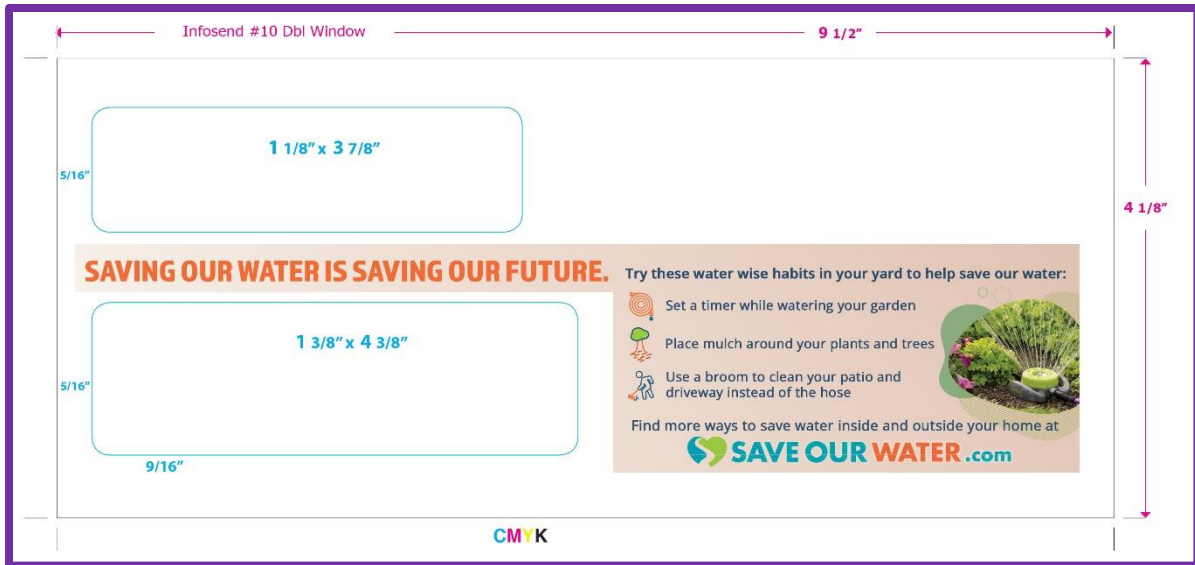 Infosend #10 Dbl Window
9 1/2”
1 1/8” x 3 7/8”
5/16”
4 1/8”
SAVING OUR WATER IS SAVING OUR FUTURE.
Try these water wise habits in your yard to help save our water:
Set a timer while watering your garden
Place mulch around your plants and trees
Use a broom to clean your patio and
driveway instead of the hose
Find more ways to save water inside and outside your home at
SAVE OUR WATER.com
1 3/8” x 4 3/8”
5/16”
9/16”
CMYK